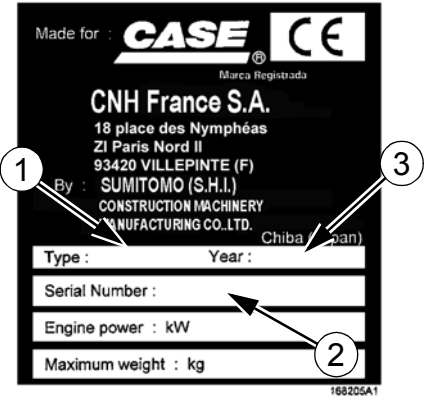 Made for : CASE ® CE
Marca Registrada
CNH France S.A.
18 place des Nymphéas
ZI Paris Nord II
93420 VILLEPINTE (F)
1
3
By : SUMITOMO (S.H.I.)
CONSTRUCTION MACHINERY
MANUFACTURING CO..LTD.
Chiba (Japan)
Type : Year :
Serial Number :
Engine power : kW
2
Maximum weight : kg
168205A1